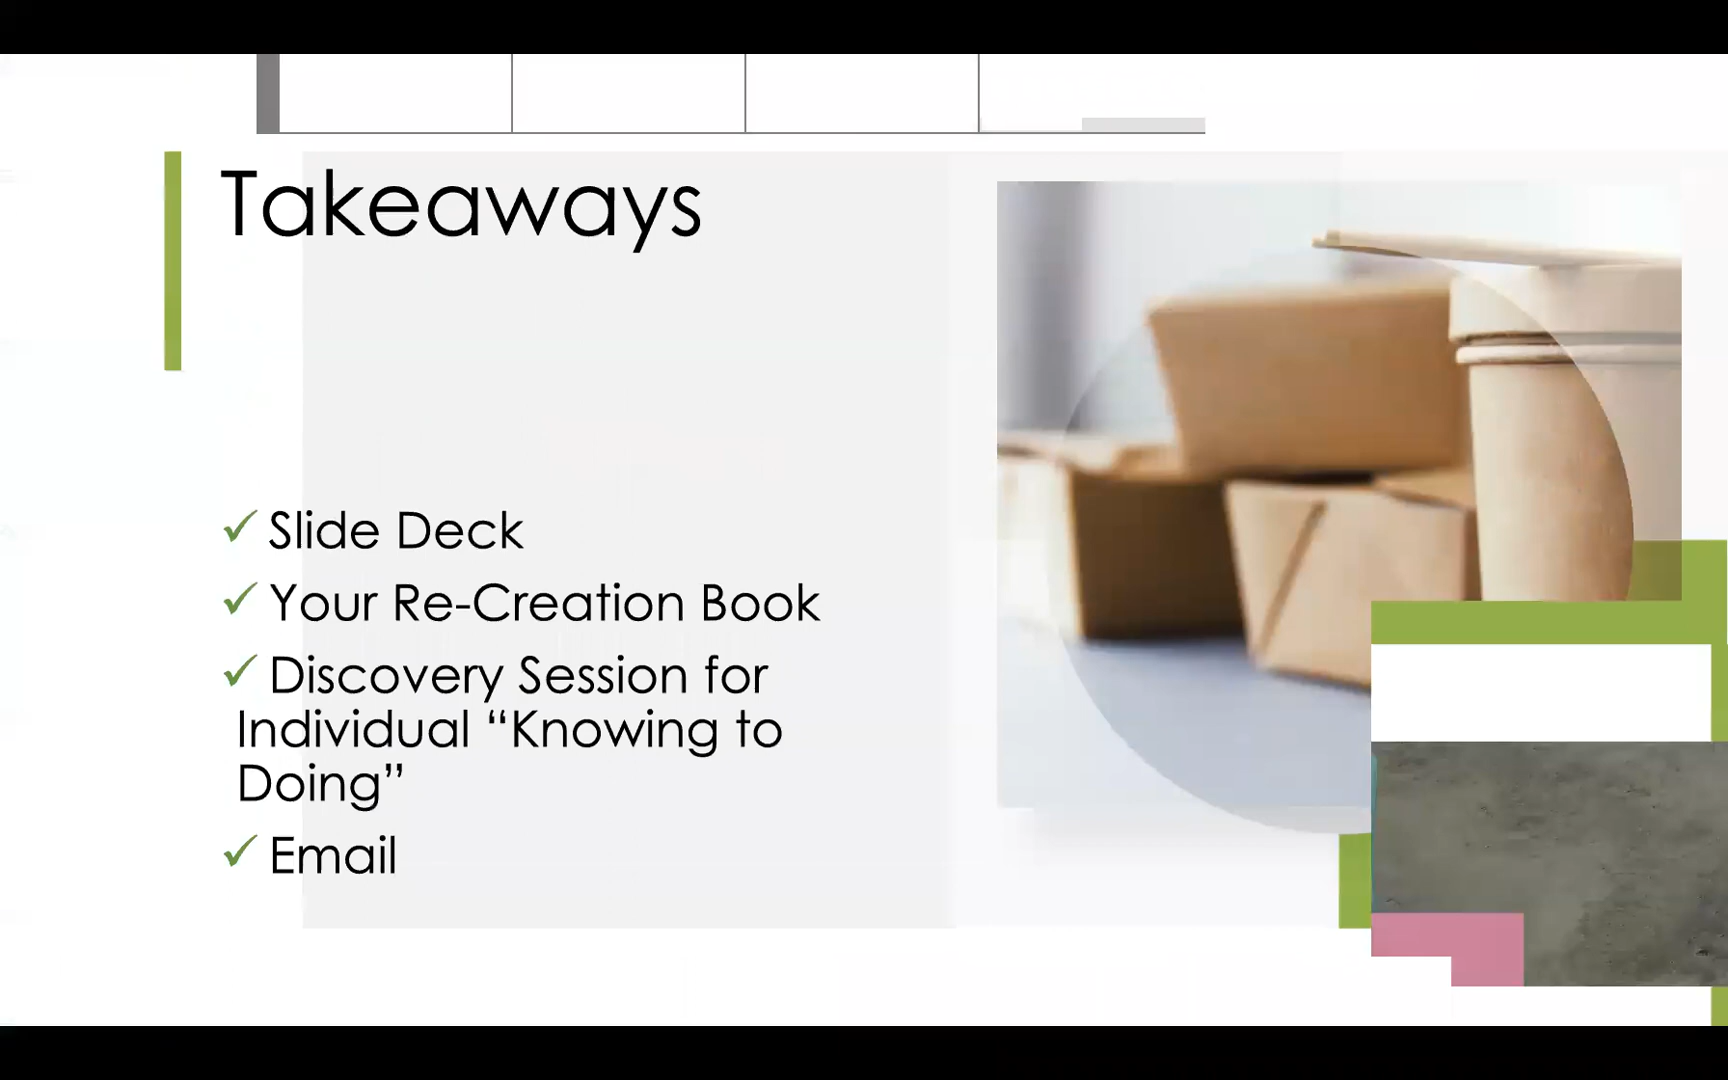 Takeaways
✓ Slide Deck
✓ Your Re-Creation Book
✓ Discovery Session for
Individual “Knowing to
Doing”
✓ Email